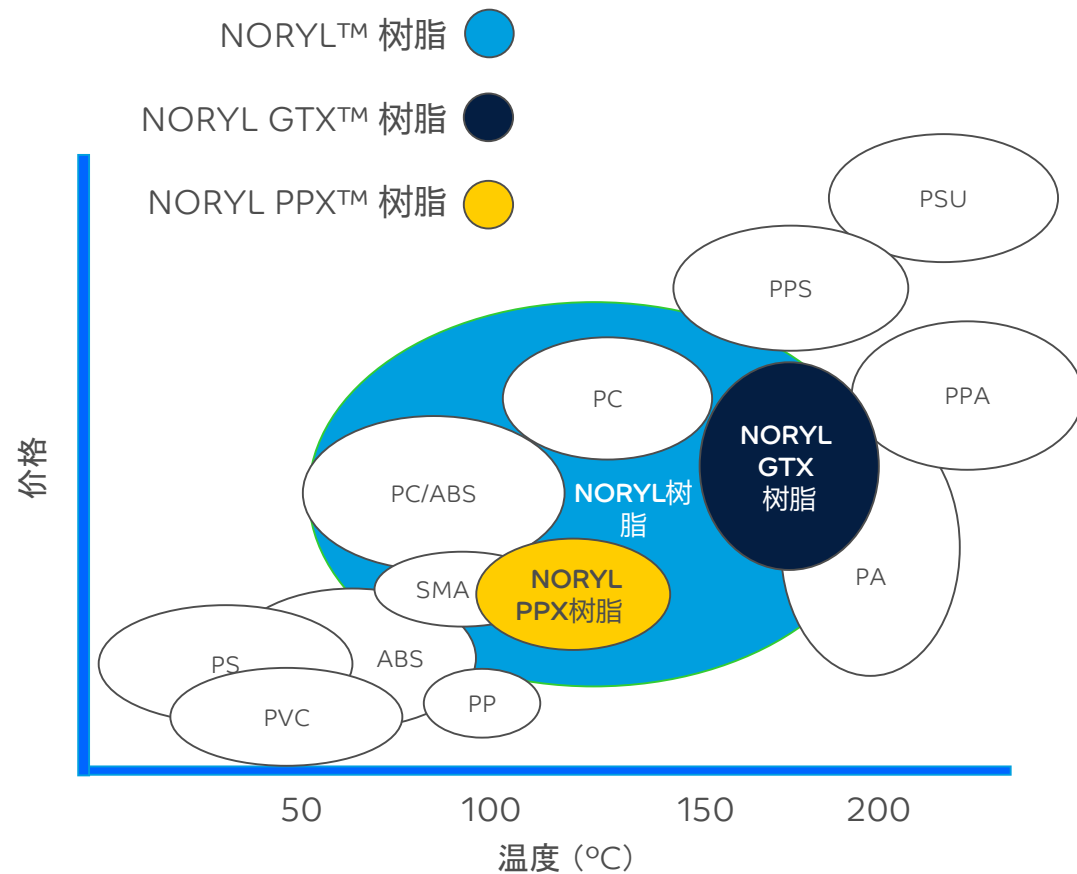 NORYL™ 树脂
NORYL GTX™ 树脂
NORYL PPX™ 树脂
PSU
PPS
PPA
PC
NORYL
GTX
树脂
PC/ABS
NORYL树
脂
PA
SMA
NORYL
PPX树脂
PS
ABS
PVC
PP
价格
50
100
150
200
温度 (ºC)